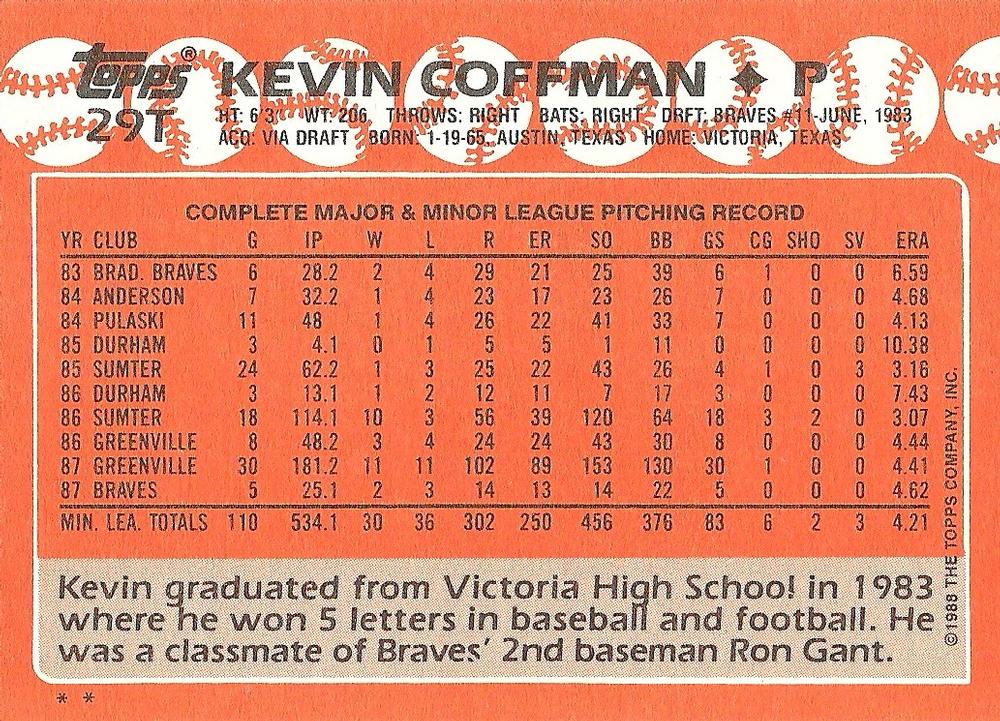 topps® KEVIN COFFMAN ♦ P
29T HT: 6'3" WT: 206 THROWS: RIGHT BATS: RIGHT DRFT: BRAVES #11-JUNE, 1983
ACQ: VIA DRAFT BORN: 1-19-65, AUSTIN, TEXAS HOME: VICTORIA, TEXAS
COMPLETE MAJOR & MINOR LEAGUE PITCHING RECORD
YR CLUB G IP W L R ER SO BB GS CG SHO SV ERA
83 BRAD. BRAVES 6 28.2 2 4 29 21 25 39 6 1 0 0 6.59
84 ANDERSON 7 32.2 1 4 23 17 23 26 7 0 0 0 4.68
84 PULASKI 11 48 1 4 26 22 41 33 7 0 0 0 4.13
85 DURHAM 3 4.1 0 1 5 5 1 11 0 0 0 0 10.38
85 SUMTER 24 62.2 1 3 25 22 43 26 4 1 0 3 3.16
86 DURHAM 3 13.1 1 2 12 11 7 17 3 0 0 0 7.43
86 SUMTER 18 114.1 10 3 56 39 120 64 18 3 2 0 3.07
86 GREENVILLE 8 48.2 3 4 24 24 43 30 8 0 0 0 4.44
87 GREENVILLE 30 181.2 11 11 102 89 153 130 30 1 0 0 4.41
87 BRAVES 5 25.1 2 3 14 13 14 22 5 0 0 0 4.62
MIN. LEA. TOTALS 110 534.1 30 36 302 250 456 376 83 6 2 3 4.21
Kevin graduated from Victoria High School in 1983
where he won 5 letters in baseball and football. He
was a classmate of Braves' 2nd baseman Ron Gant.
©1988 THE TOPPS COMPANY, INC.
* *